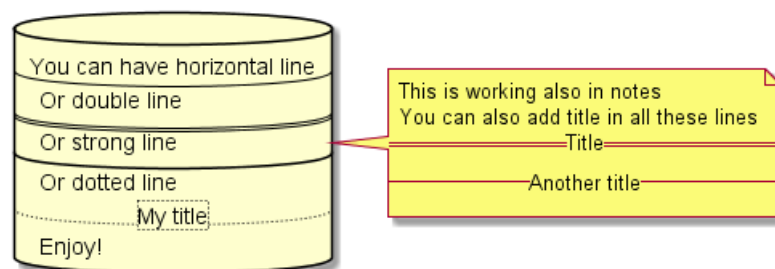 You can have horizontal line
Or double line
Or strong line
Or dotted line
My title
Enjoy!
This is working also in notes
You can also add title in all these lines
Title
Another title